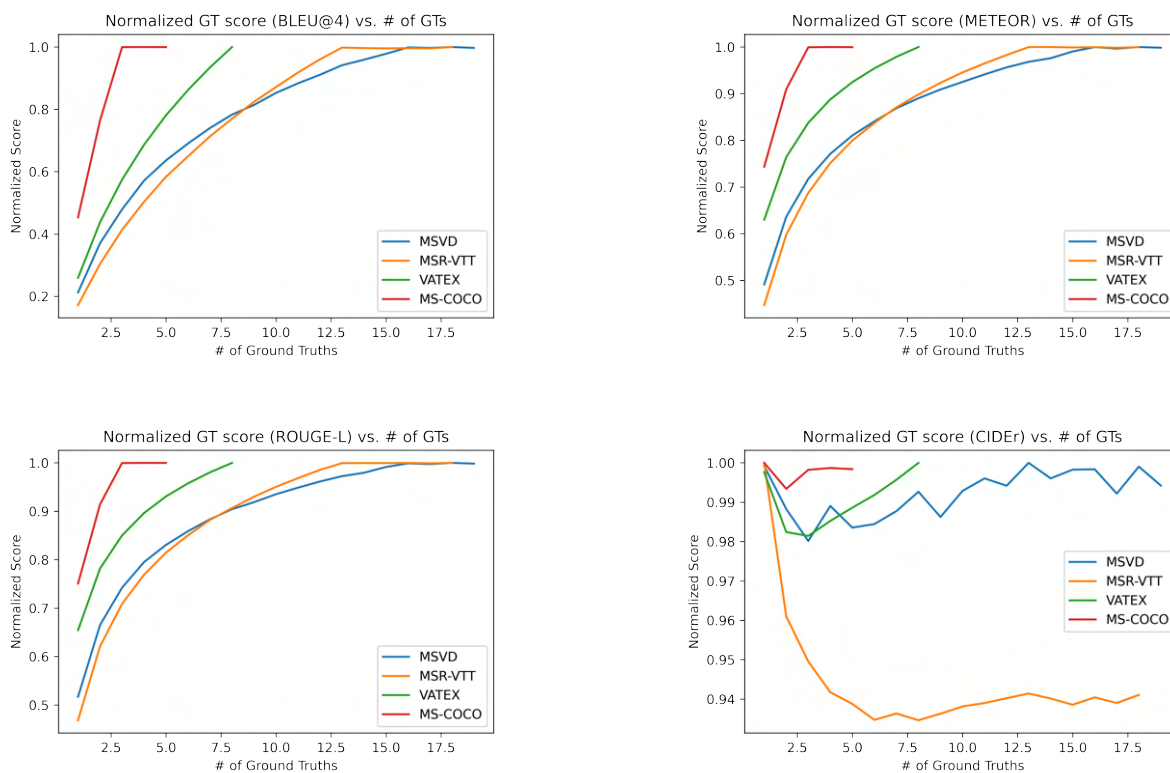 Normalized GT score (BLEU@4) vs. # of GTs
Normalized Score
1.0
0.8
0.6
0.4
0.2
2.5 5.0 7.5 10.0 12.5 15.0 17.5
# of Ground Truths
MSVD
MSR-VTT
VATEX
MS-COCO
Normalized GT score (METEOR) vs. # of GTs
Normalized Score
1.0
0.9
0.8
0.7
0.6
0.5
2.5 5.0 7.5 10.0 12.5 15.0 17.5
# of Ground Truths
MSVD
MSR-VTT
VATEX
MS-COCO
Normalized GT score (ROUGE-L) vs. # of GTs
Normalized Score
1.0
0.9
0.8
0.7
0.6
0.5
2.5 5.0 7.5 10.0 12.5 15.0 17.5
# of Ground Truths
MSVD
MSR-VTT
VATEX
MS-COCO
Normalized GT score (CIDEr) vs. # of GTs
Normalized Score
1.00
0.99
0.98
0.97
0.96
0.95
0.94
2.5 5.0 7.5 10.0 12.5 15.0 17.5
# of Ground Truths
MSVD
MSR-VTT
VATEX
MS-COCO